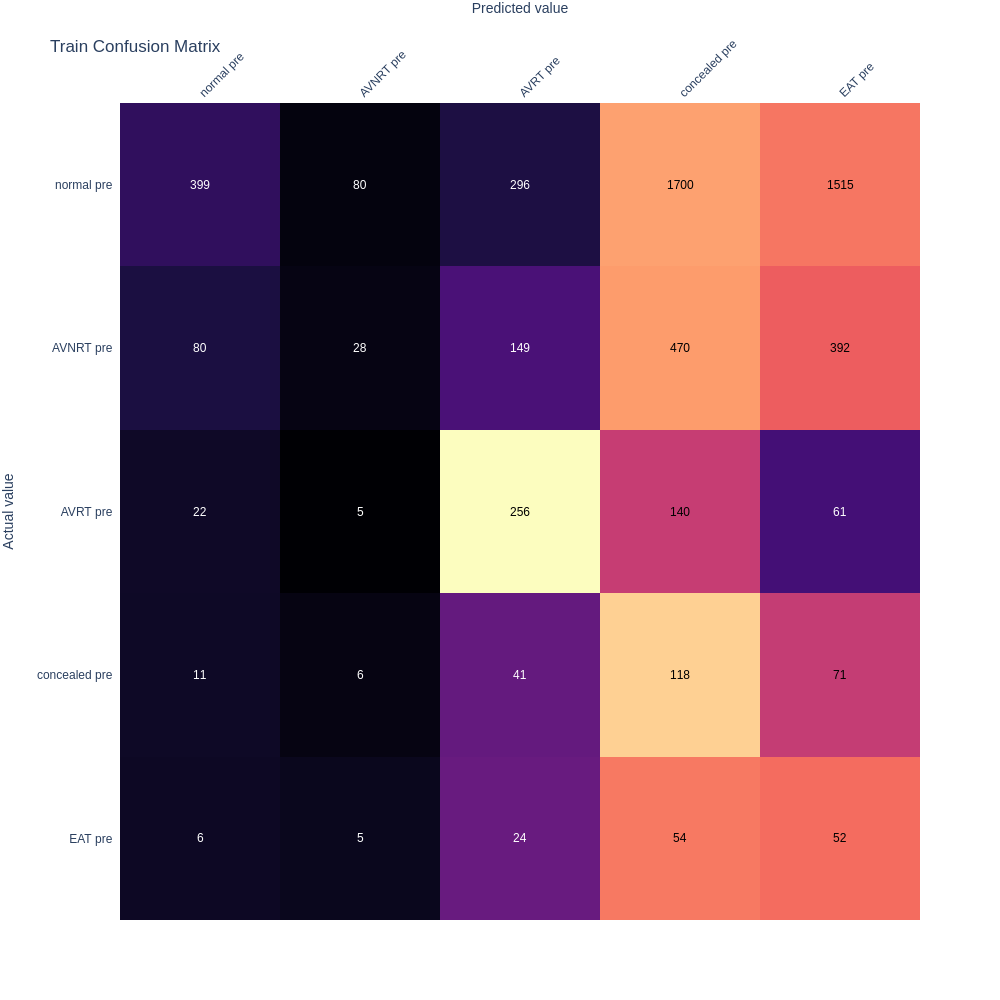 Predicted value
Train Confusion Matrix
normal pre AVNRT pre AVRT pre concealed pre EAT pre
normal pre 399 80 296 1700 1515
AVNRT pre 80 28 149 470 392
AVRT pre 22 5 256 140 61
concealed pre 11 6 41 118 71
EAT pre 6 5 24 54 52
Actual value